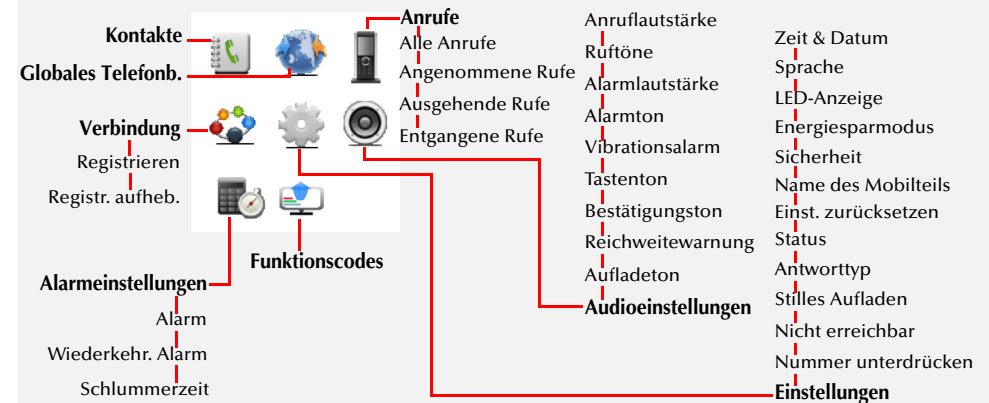 Kontakte
Globales Telefonb.
Verbindung
Registrieren
Registr. aufheb.
Alarmeinstellungen
Alarm
Wiederkehr. Alarm
Schlummerzeit
Funktionscodes
Anrufe
Alle Anrufe
Angenommene Rufe
Ausgehende Rufe
Entgangene Rufe
Anruflautstärke
Ruftöne
Alarmlautstärke
Alarmton
Vibrationsalarm
Tastenton
Bestätigungston
Reichweitewarnung
Aufladeton
Audioeinstellungen
Zeit & Datum
Sprache
LED-Anzeige
Energiesparmodus
Sicherheit
Name des Mobilteils
Einst. zurücksetzen
Status
Antworttyp
Stilles Aufladen
Nicht erreichbar
Nummer unterdrücken
Einstellungen